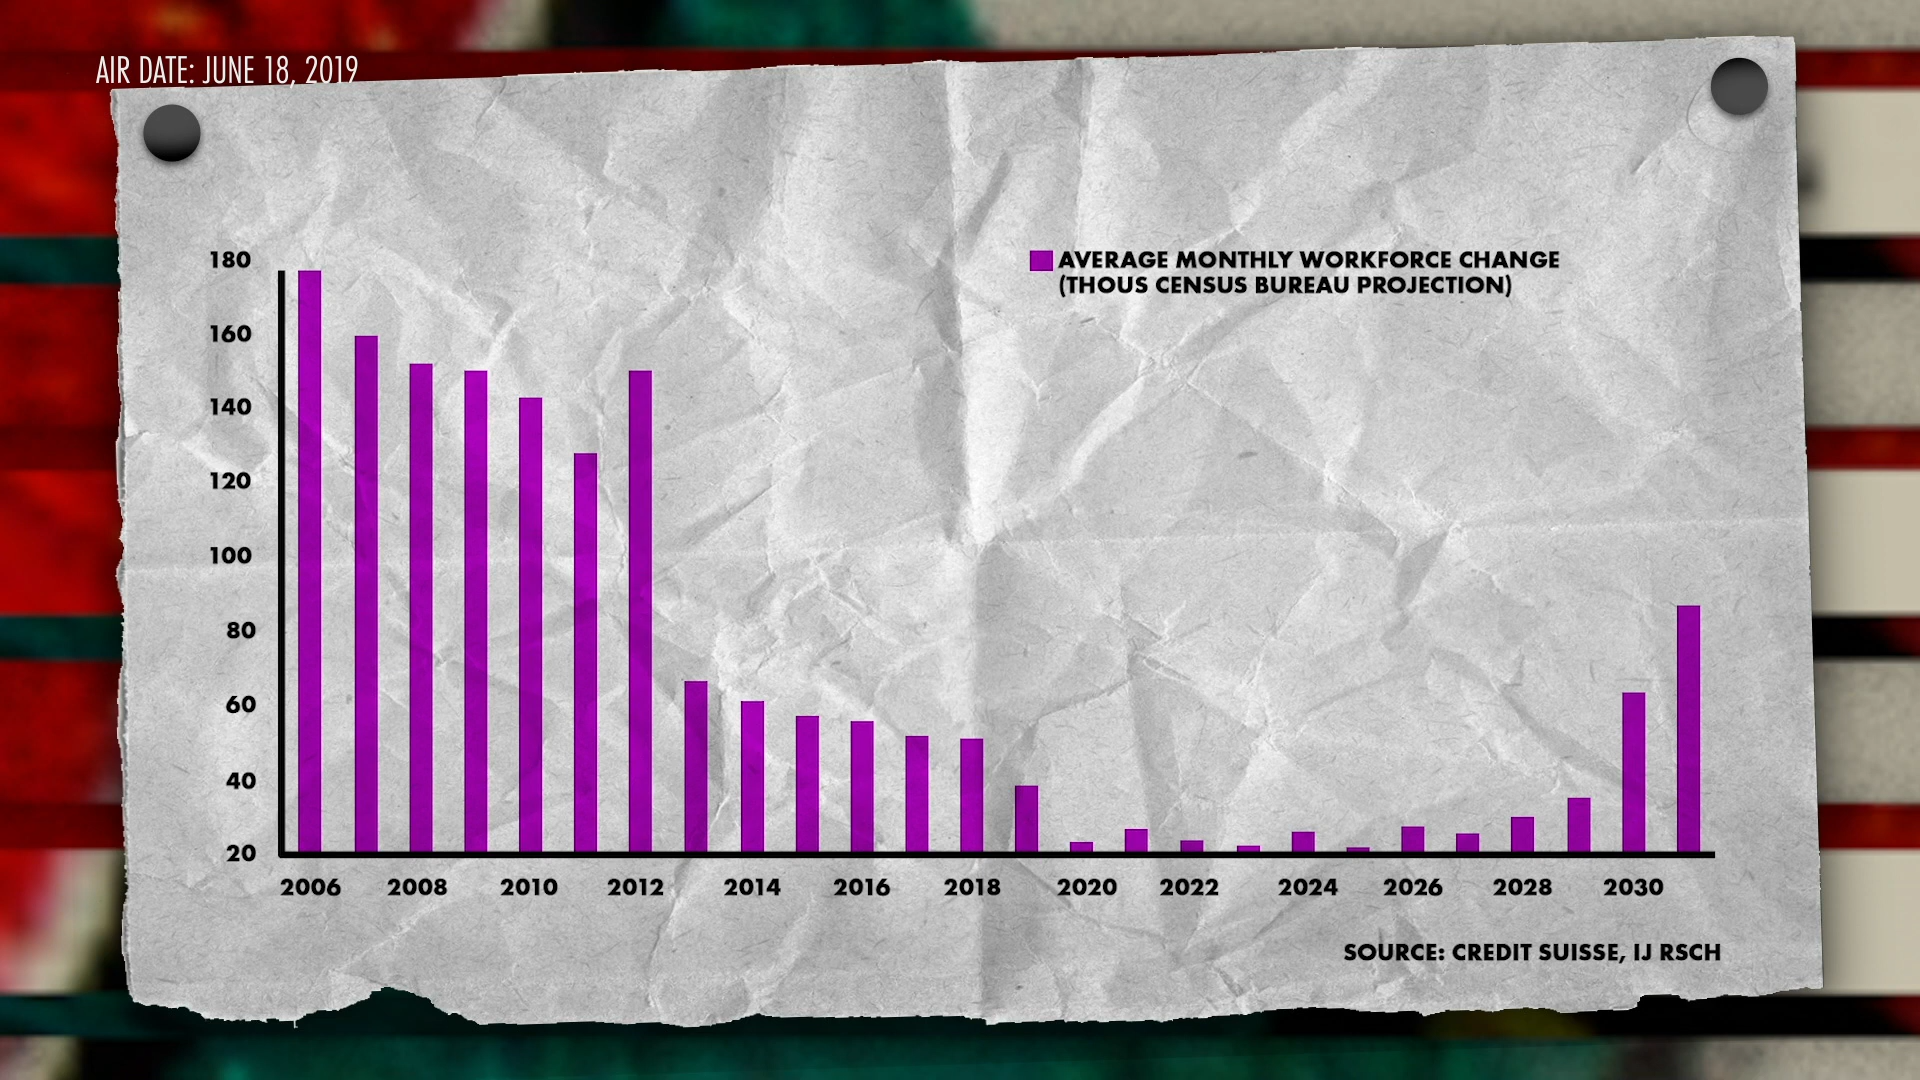 AIR DATE: JUNE 18, 2019
AVERAGE MONTHLY WORKFORCE CHANGE
(THOUS CENSUS BUREAU PROJECTION)
180
160
140
120
100
80
60
40
20
2006 2008 2010 2012 2014 2016 2018 2020 2022 2024 2026 2028 2030
SOURCE: CREDIT SUISSE, IJ RSCH